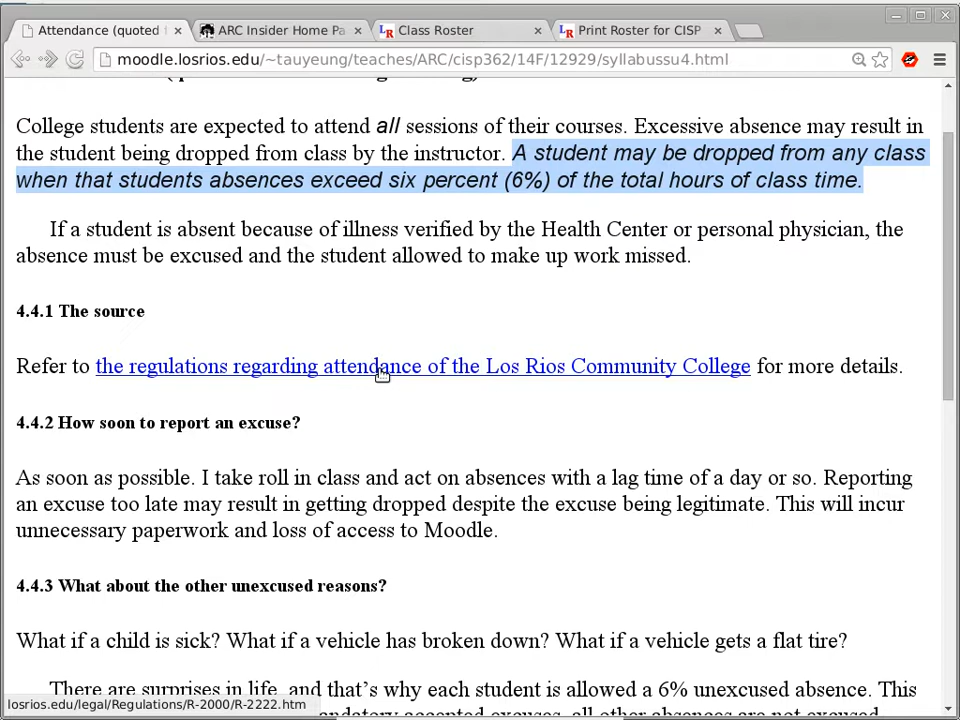 Attendance (quoted
ARC Insider Home Pa
Class Roster
Print Roster for CISP
moodle.losrios.edu/~tauyeung/teaches/ARC/cisp362/14F/12929/syllabussu4.html
College students are expected to attend all sessions of their courses. Excessive absence may result in
the student being dropped from class by the instructor. A student may be dropped from any class
when that students absences exceed six percent (6%) of the total hours of class time.
If a student is absent because of illness verified by the Health Center or personal physician, the
absence must be excused and the student allowed to make up work missed.
4.4.1 The source
Refer to the regulations regarding attendance of the Los Rios Community College for more details.
4.4.2 How soon to report an excuse?
As soon as possible. I take roll in class and act on absences with a lag time of a day or so. Reporting
an excuse too late may result in getting dropped despite the excuse being legitimate. This will incur
unnecessary paperwork and loss of access to Moodle.
4.4.3 What about the other unexcused reasons?
What if a child is sick? What if a vehicle has broken down? What if a vehicle gets a flat tire?
There are surprises in life, and that's why each student is allowed a 6% unexcused absence. This
losrios.edu/legal/Regulations/R-2000/R-2222.htm
accepted excuses, all other absences are not excused